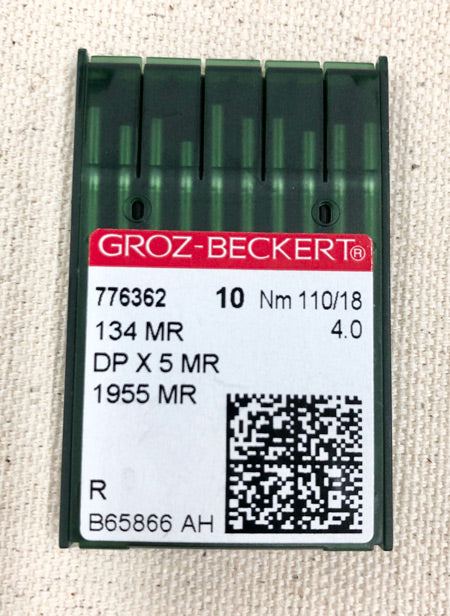 GROZ-BECKERT®
776362 10 Nm 110/18
134 MR 4.0
DP X 5 MR
1955 MR
R
B65866 AH